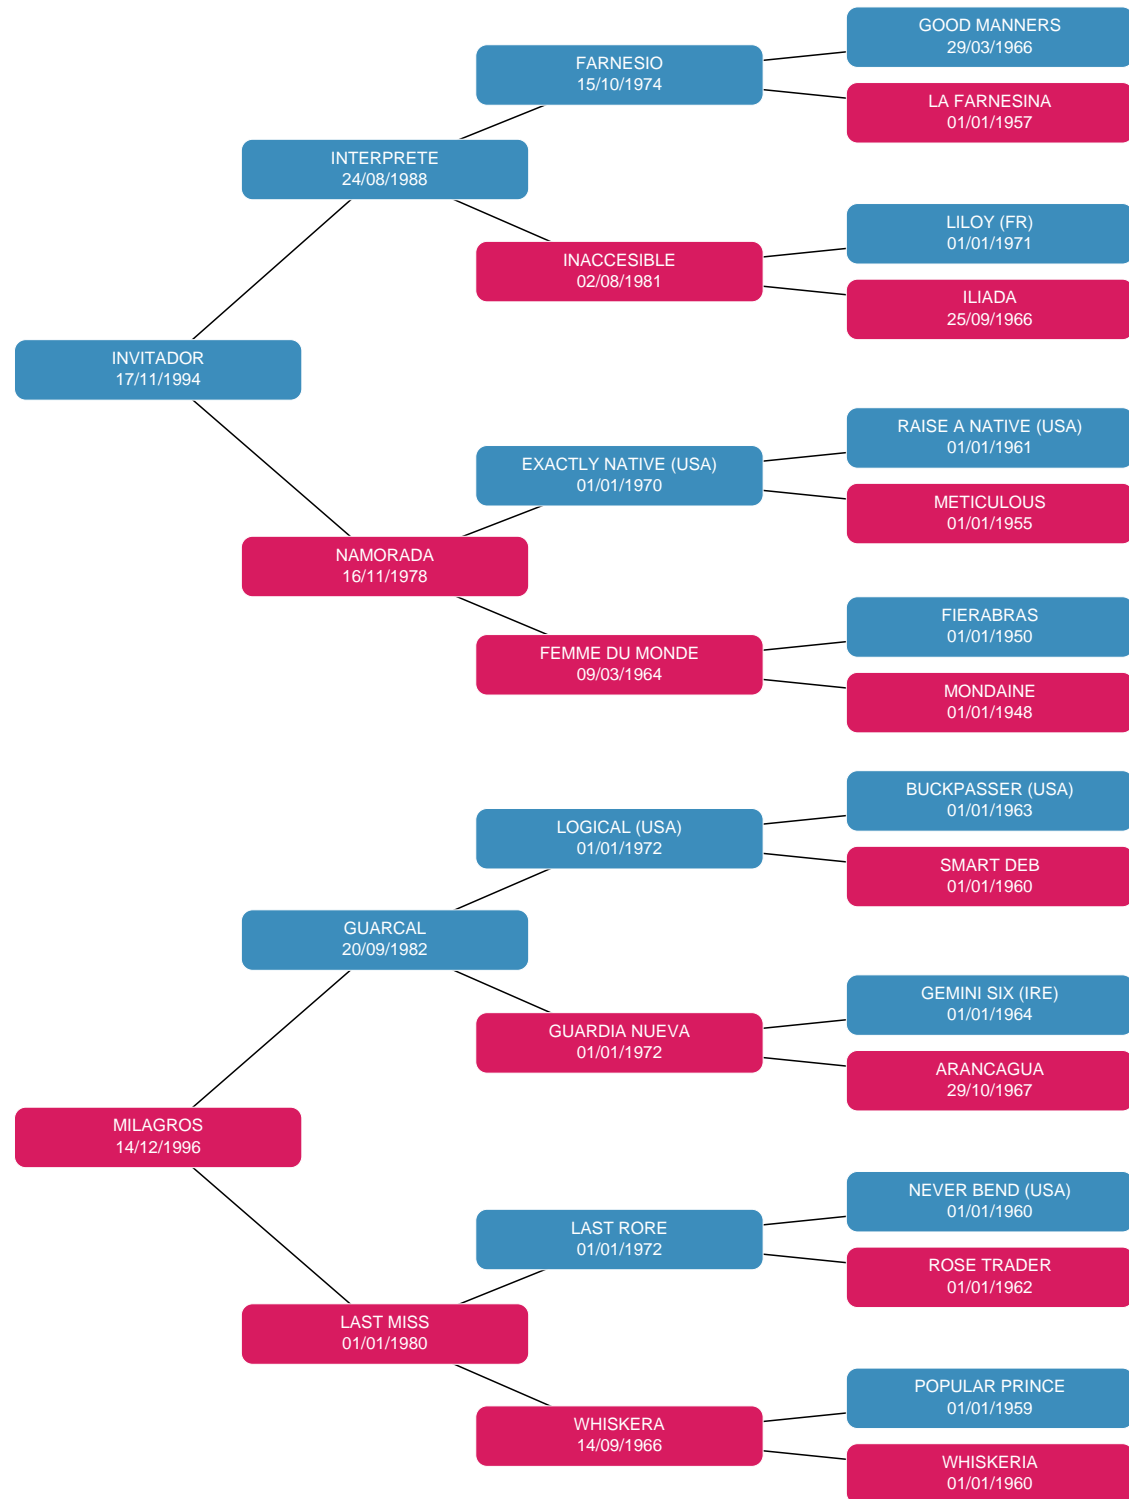 GOOD MANNERS
29/03/1966
FARNESIO
15/10/1974
LA FARNESINA
01/01/1957
INTERPRETE
24/08/1988
LILOY (FR)
01/01/1971
INACCESIBLE
02/08/1981
ILIADA
25/09/1966
INVITADOR
17/11/1994
RAISE A NATIVE (USA)
01/01/1961
EXACTLY NATIVE (USA)
01/01/1970
METICULOUS
01/01/1955
NAMORADA
16/11/1978
FIERABRAS
01/01/1950
FEMME DU MONDE
09/03/1964
MONDAINE
01/01/1948
BUCKPASSER (USA)
01/01/1963
LOGICAL (USA)
01/01/1972
SMART DEB
01/01/1960
GUARCAL
20/09/1982
GEMINI SIX (IRE)
01/01/1964
GUARDIA NUEVA
01/01/1972
ARANCAGUA
29/10/1967
MILAGROS
14/12/1996
NEVER BEND (USA)
01/01/1960
LAST RORE
01/01/1972
ROSE TRADER
01/01/1962
LAST MISS
01/01/1980
POPULAR PRINCE
01/01/1959
WHISKERA
14/09/1966
WHISKERIA
01/01/1960